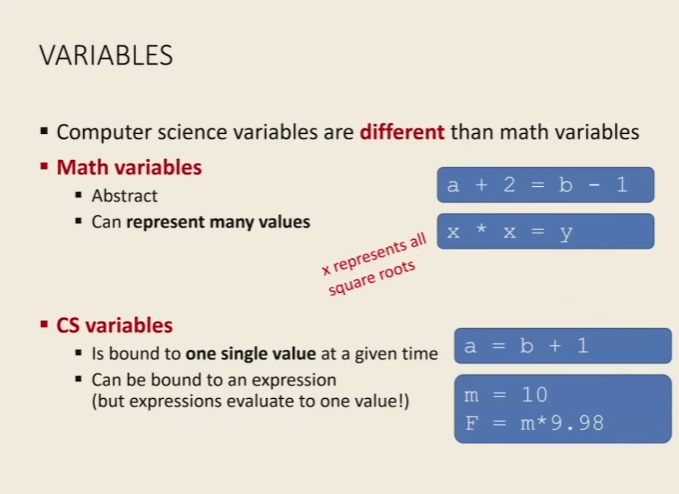 VARIABLES
▪ Computer science variables are different than math variables
▪ Math variables
▪ Abstract
▪ Can represent many values
a + 2 = b - 1
x * x = y
x represents all
square roots
▪ CS variables
▪ Is bound to one single value at a given time
▪ Can be bound to an expression
(but expressions evaluate to one value!)
a = b + 1
m = 10
F = m*9.98